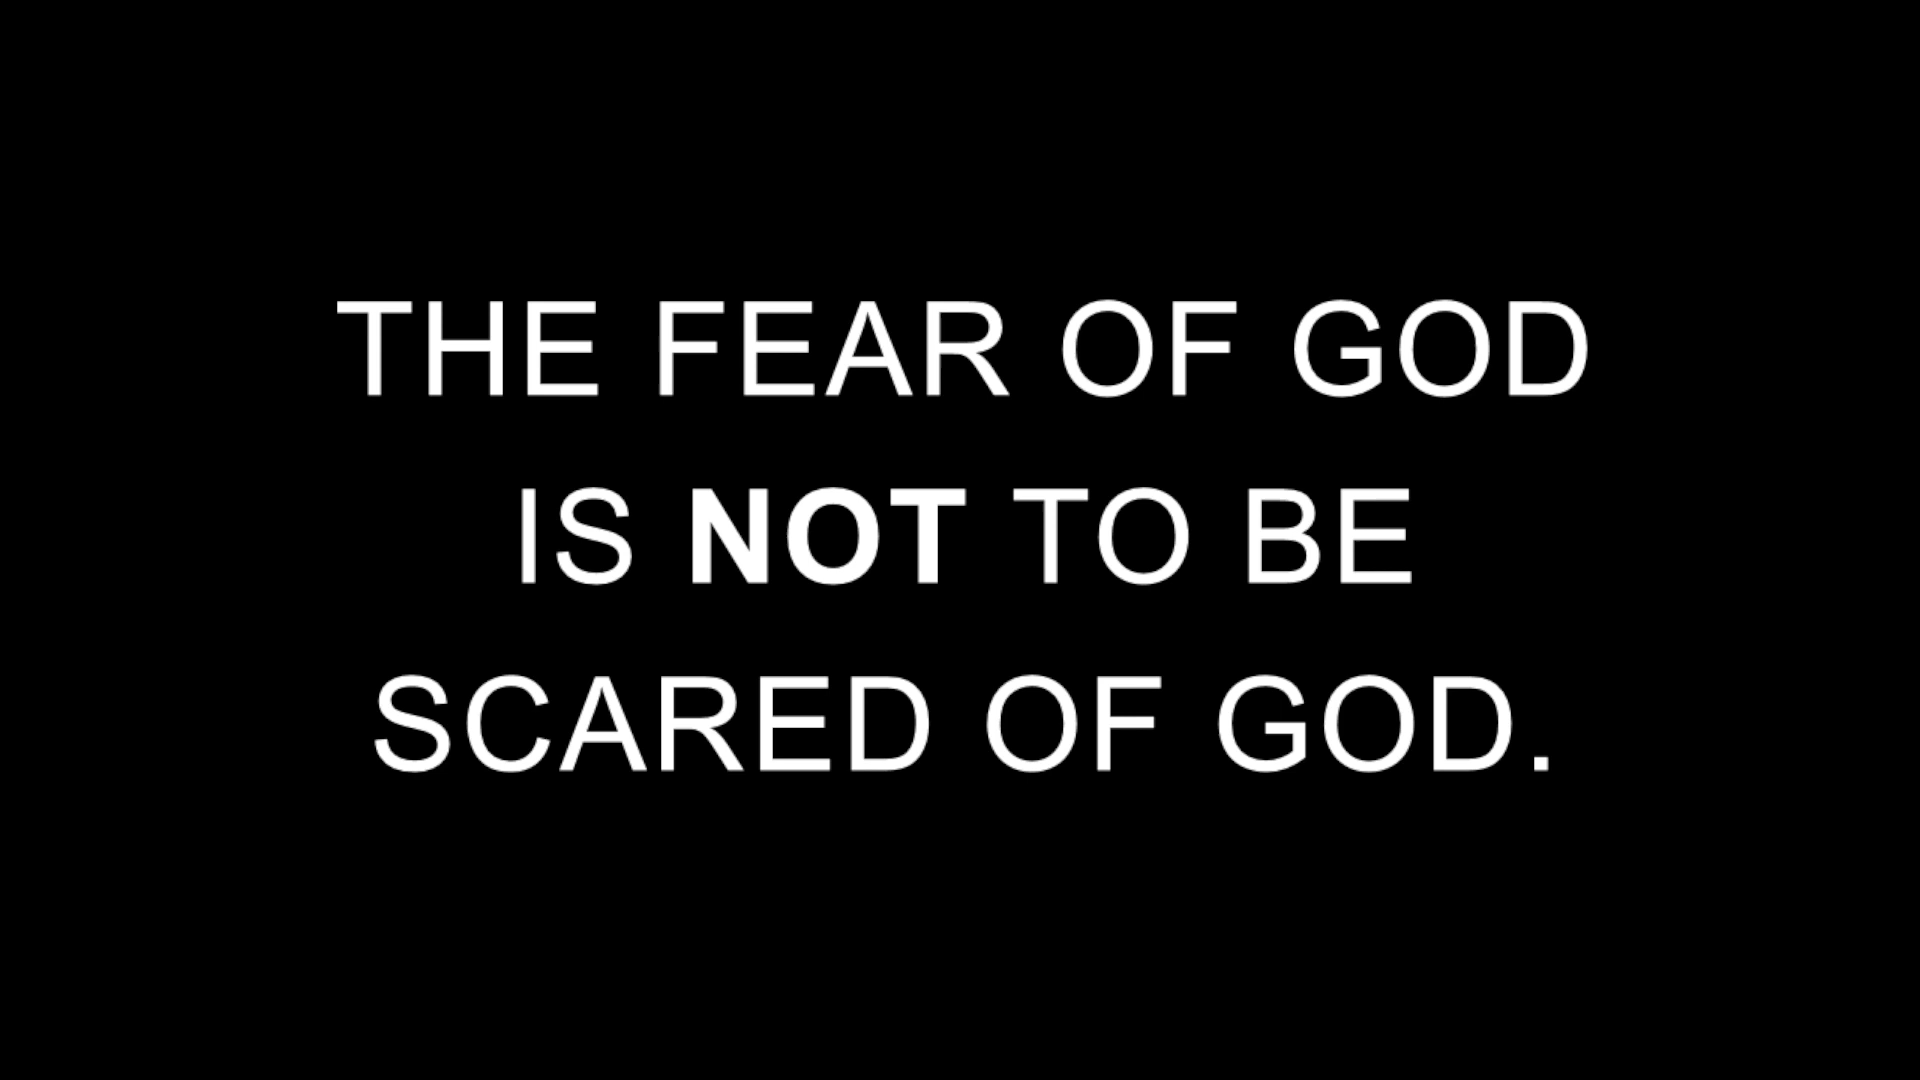 THE FEAR OF GOD
IS NOT TO BE
SCARED OF GOD.